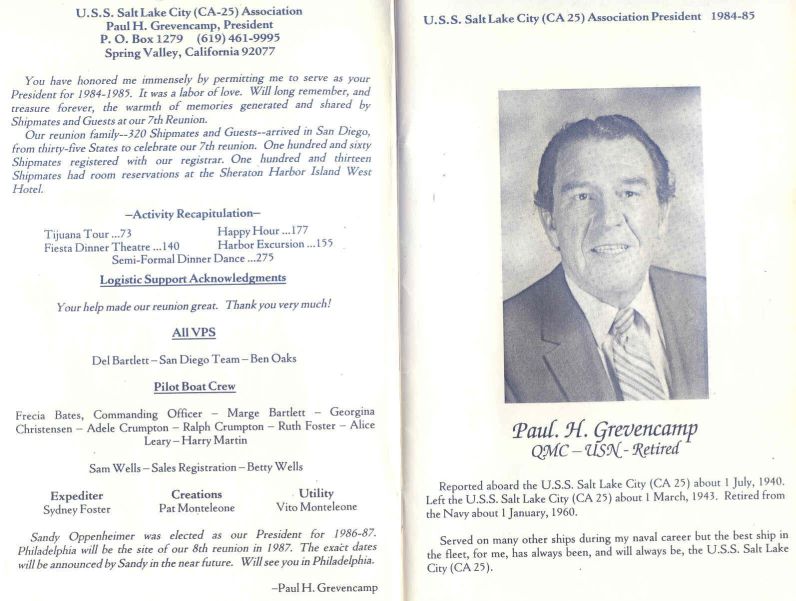 U.S.S. Salt Lake City (CA-25) Association
Paul H. Grevencamp, President
P. O. Box 1279 (619) 461-9995
Spring Valley, California 92077
You have honored me immensely by permitting me to serve as your
President for 1984-1985. It was a labor of love. Will long remember, and
treasure forever, the warmth of memories generated and shared by
Shipmates and Guests at our 7th Reunion.
Our reunion family--320 Shipmates and Guests--arrived in San Diego,
from thirty-five States to celebrate our 7th reunion. One hundred and sixty
Shipmates registered with our registrar. One hundred and thirteen
Shipmates had room reservations at the Sheraton Harbor Island West
Hotel.
—Activity Recapitulation—
Tijuana Tour ...73 Happy Hour ...177
Fiesta Dinner Theatre ...140 Harbor Excursion ...155
Semi-Formal Dinner Dance ...275
Logistic Support Acknowledgments
Your help made our reunion great. Thank you very much!
All VPS
Del Bartlett – San Diego Team – Ben Oaks
Pilot Boat Crew
Frecia Bates, Commanding Officer – Marge Bartlett – Georgina
Christensen – Adele Crumpton – Ralph Crumpton – Ruth Foster – Alice
Leary – Harry Martin
Sam Wells – Sales Registration – Betty Wells
Expediter Creations Utility
Sydney Foster Pat Monteleone Vito Monteleone
Sandy Oppenheimer was elected as our President for 1986-87.
Philadelphia will be the site of our 8th reunion in 1987. The exact dates
will be announced by Sandy in the near future. Will see you in Philadelphia.
–Paul H. Grevencamp
U.S.S. Salt Lake City (CA 25) Association President 1984-85
Paul. H. Grevencamp
QMC – USN - Retired
Reported aboard the U.S.S. Salt Lake City (CA 25) about 1 July, 1940.
Left the U.S.S. Salt Lake City (CA 25) about 1 March, 1943. Retired from
the Navy about 1 January, 1960.
Served on many other ships during my naval career but the best ship in
the fleet, for me, has always been, and will always be, the U.S.S. Salt Lake
City (CA 25).